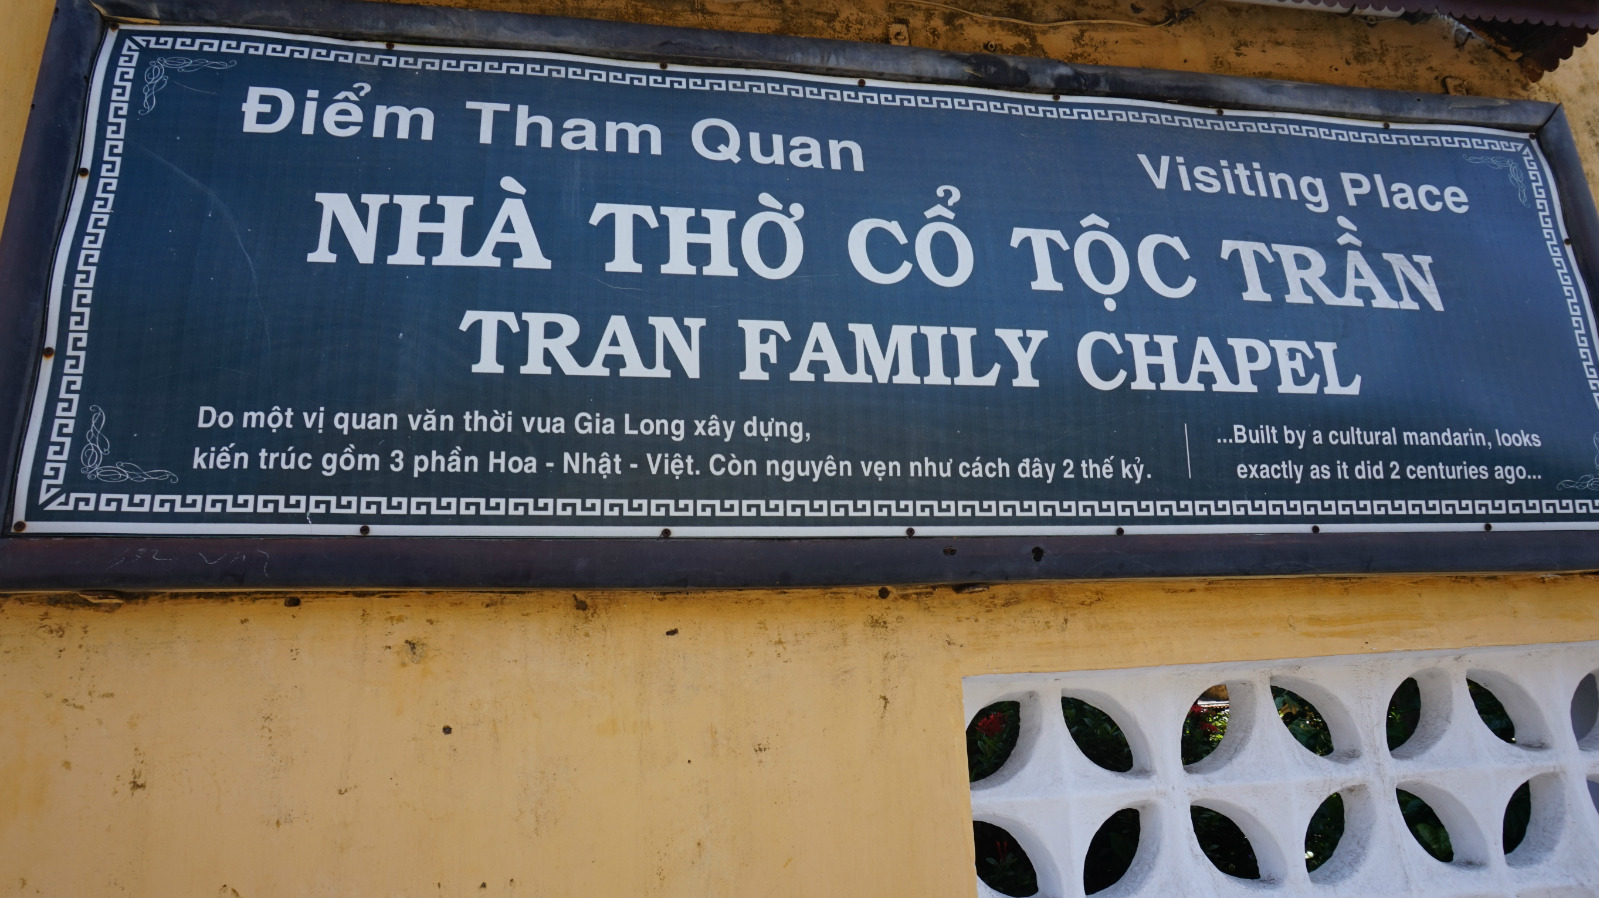 Điểm Tham Quan
Visiting Place
NHÀ THỜ CỔ TỘC TRẦN
TRAN FAMILY CHAPEL
Do một vị quan văn thời vua Gia Long xây dựng,
kiến trúc gồm 3 phần Hoa - Nhật - Việt. Còn nguyên vẹn như cách đây 2 thế kỷ.
...Built by a cultural mandarin, looks
exactly as it did 2 centuries ago...